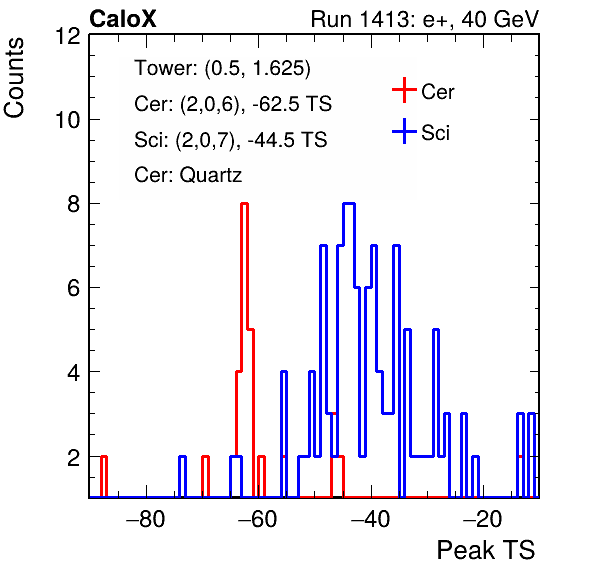 CaloX Run 1413: e+, 40 GeV
Counts
12
10
8
6
4
2
Tower: (0.5, 1.625)
Cer: (2,0,6), -62.5 TS
Sci: (2,0,7), -44.5 TS
Cer: Quartz
Cer
Sci
−80 −60 −40 −20
Peak TS